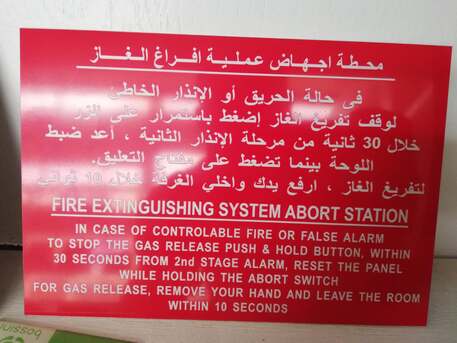 محطة اجهاض عملية افراغ الغاز
فى حالة الحريق أو الإنذار الخاطئ
لوقف تفريغ الغاز إضغط باستمرار على الزر
خلال 30 ثانية من مرحلة الإنذار الثانية ، أعد ضبط
اللوحة بينما تضغط على مفتاح التعليق.
لتفريغ الغاز ، ارفع يدك واخلي الغرفة خلال 10 ثواني
FIRE EXTINGUISHING SYSTEM ABORT STATION
IN CASE OF CONTROLABLE FIRE OR FALSE ALARM
TO STOP THE GAS RELEASE PUSH & HOLD BUTTON, WITHIN
30 SECONDS FROM 2nd STAGE ALARM, RESET THE PANEL
WHILE HOLDING THE ABORT SWITCH
FOR GAS RELEASE, REMOVE YOUR HAND AND LEAVE THE ROOM
WITHIN 10 SECONDS
bossini